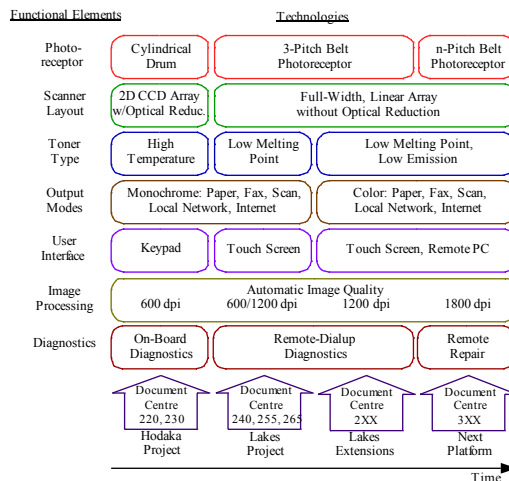 Functional Elements
Technologies
Photo-
receptor
Cylindrical
Drum
3-Pitch Belt
Photoreceptor
n-Pitch Belt
Photoreceptor
Scanner
Layout
2D CCD Array
w/Optical Reduc.
Full-Width, Linear Array
without Optical Reduction
Toner
Type
High
Temperature
Low Melting
Point
Low Melting Point,
Low Emission
Output
Modes
Monochrome: Paper, Fax, Scan,
Local Network, Internet
Color: Paper, Fax, Scan,
Local Network, Internet
User
Interface
Keypad
Touch Screen
Touch Screen, Remote PC
Image
Processing
Automatic Image Quality
600 dpi
600/1200 dpi
1200 dpi
1800 dpi
Diagnostics
On-Board
Diagnostics
Remote-Dialup
Diagnostics
Remote
Repair
Document
Centre
220, 230
Document
Centre
240, 255, 265
Document
Centre
2XX
Document
Centre
3XX
Hodaka
Project
Lakes
Project
Lakes
Extensions
Next
Platform
Time